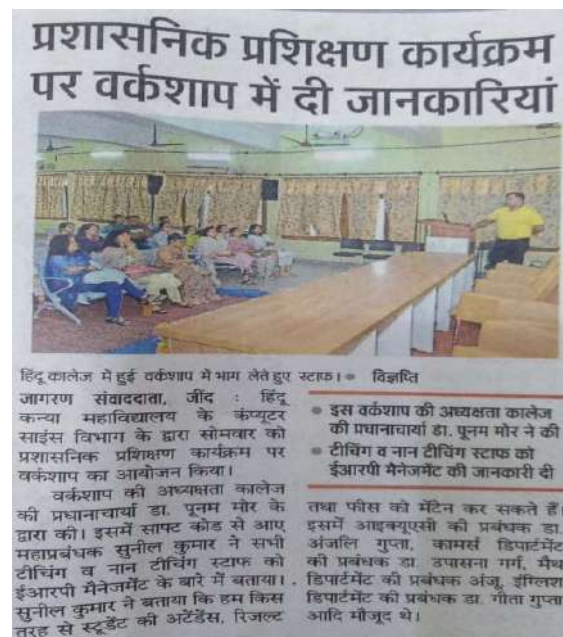 प्रशासनिक प्रशिक्षण कार्यक्रम
पर वर्कशाप में दी जानकारियां
हिंदू कालेज में हुई वर्कशाप में भाग लेते हुए स्टाफ। ● विज्ञप्ति
जागरण संवाददाता, जींद : हिंदू
कन्या महाविद्यालय के कंप्यूटर
साइंस विभाग के द्वारा सोमवार को
प्रशासनिक प्रशिक्षण कार्यक्रम पर
वर्कशाप का आयोजन किया।
वर्कशाप की अध्यक्षता कालेज
की प्रधानाचार्या डा. पूनम मोर के
द्वारा की। इसमें साफ्ट कोड से आए
महाप्रबंधक सुनील कुमार ने सभी
टीचिंग व नान टीचिंग स्टाफ को
ईआरपी मैनेजमेंट के बारे में बताया।
सुनील कुमार ने बताया कि हम किस
तरह से स्टूडेंट की अटेंडेंस, रिजल्ट
● इस वर्कशाप की अध्यक्षता कालेज
की प्रधानाचार्या डा. पूनम मोर ने की
● टीचिंग व नान टीचिंग स्टाफ को
ईआरपी मैनेजमेंट की जानकारी दी
तथा फीस को मेंटेन कर सकते हैं।
इसमें आइक्यूएसी की प्रबंधक डा.
अंजलि गुप्ता, कामर्स डिपार्टमेंट
की प्रबंधक डा. उपासना गर्ग, मैथ
डिपार्टमेंट की प्रबंधक अंजू, इंग्लिश
डिपार्टमेंट की प्रबंधक डा. गीता गुप्ता
आदि मौजूद थे।